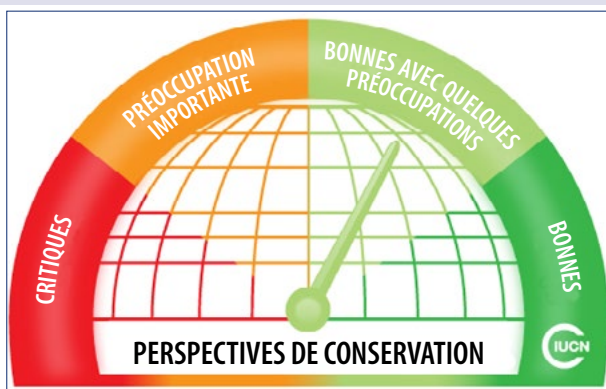 CRITIQUES
PRÉOCCUPATION
IMPORTANTE
BONNES AVEC QUELQUES
PRÉOCCUPATIONS
BONNES
PERSPECTIVES DE CONSERVATION
IUCN